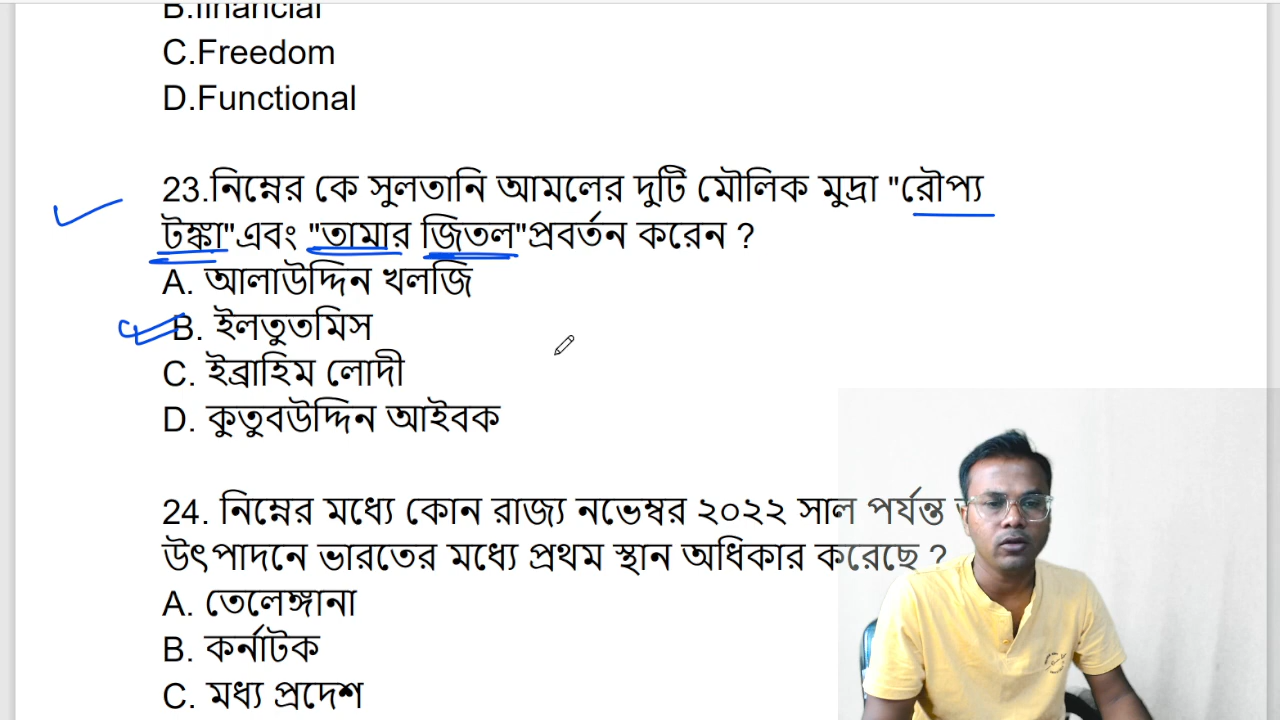 B.financial
C.Freedom
D.Functional
23.নিম্নের কে সুলতানি আমলের দুটি মৌলিক মুদ্রা "রৌপ্য
টঙ্কা"এবং "তামার জিতল"প্রবর্তন করেন ?
A. আলাউদ্দিন খলজি
B. ইলতুতমিস
C. ইব্রাহিম লোদী
D. কুতুবউদ্দিন আইবক
24. নিম্নের মধ্যে কোন রাজ্য নভেম্বর ২০২২ সাল পর্যন্ত
উৎপাদনে ভারতের মধ্যে প্রথম স্থান অধিকার করেছে ?
A. তেলেঙ্গানা
B. কর্নাটক
C. মধ্য প্রদেশ